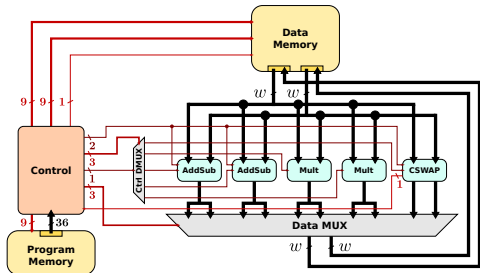 Data
Memory
w
w
9
9
1
2
3
1
3
Control
Ctrl DMUX
AddSub
AddSub
Mult
Mult
CSWAP
1
9
36
Program
Memory
Data MUX
w
w